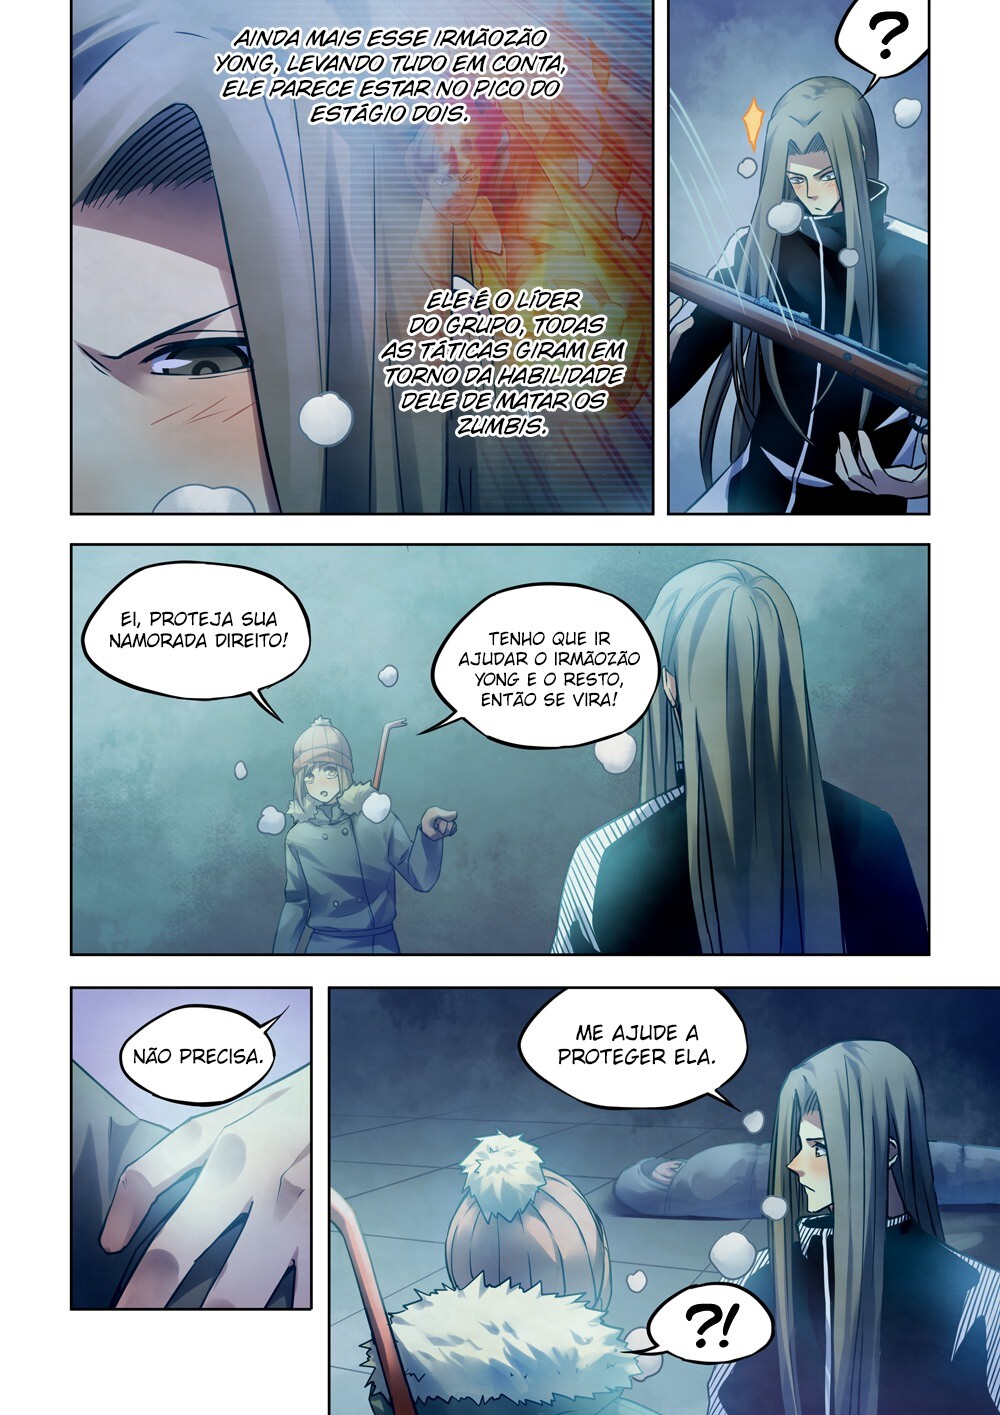 AINDA MAIS ESSE IRMÃOZÃO
YONG, LEVANDO TUDO EM CONTA,
ELE PARECE ESTAR NO PICO DO
ESTÁGIO DOIS.
ELE É O LÍDER
DO GRUPO, TODAS
AS TÁTICAS GIRAM EM
TORNO DA HABILIDADE
DELE DE MATAR OS
ZUMBIS.
?
EI, PROTEJA SUA
NAMORADA DIREITO!
TENHO QUE IR
AJUDAR O IRMÃOZÃO
YONG E O RESTO,
ENTÃO SE VIRA!
NÃO PRECISA.
ME AJUDE A
PROTEGER ELA.
?!